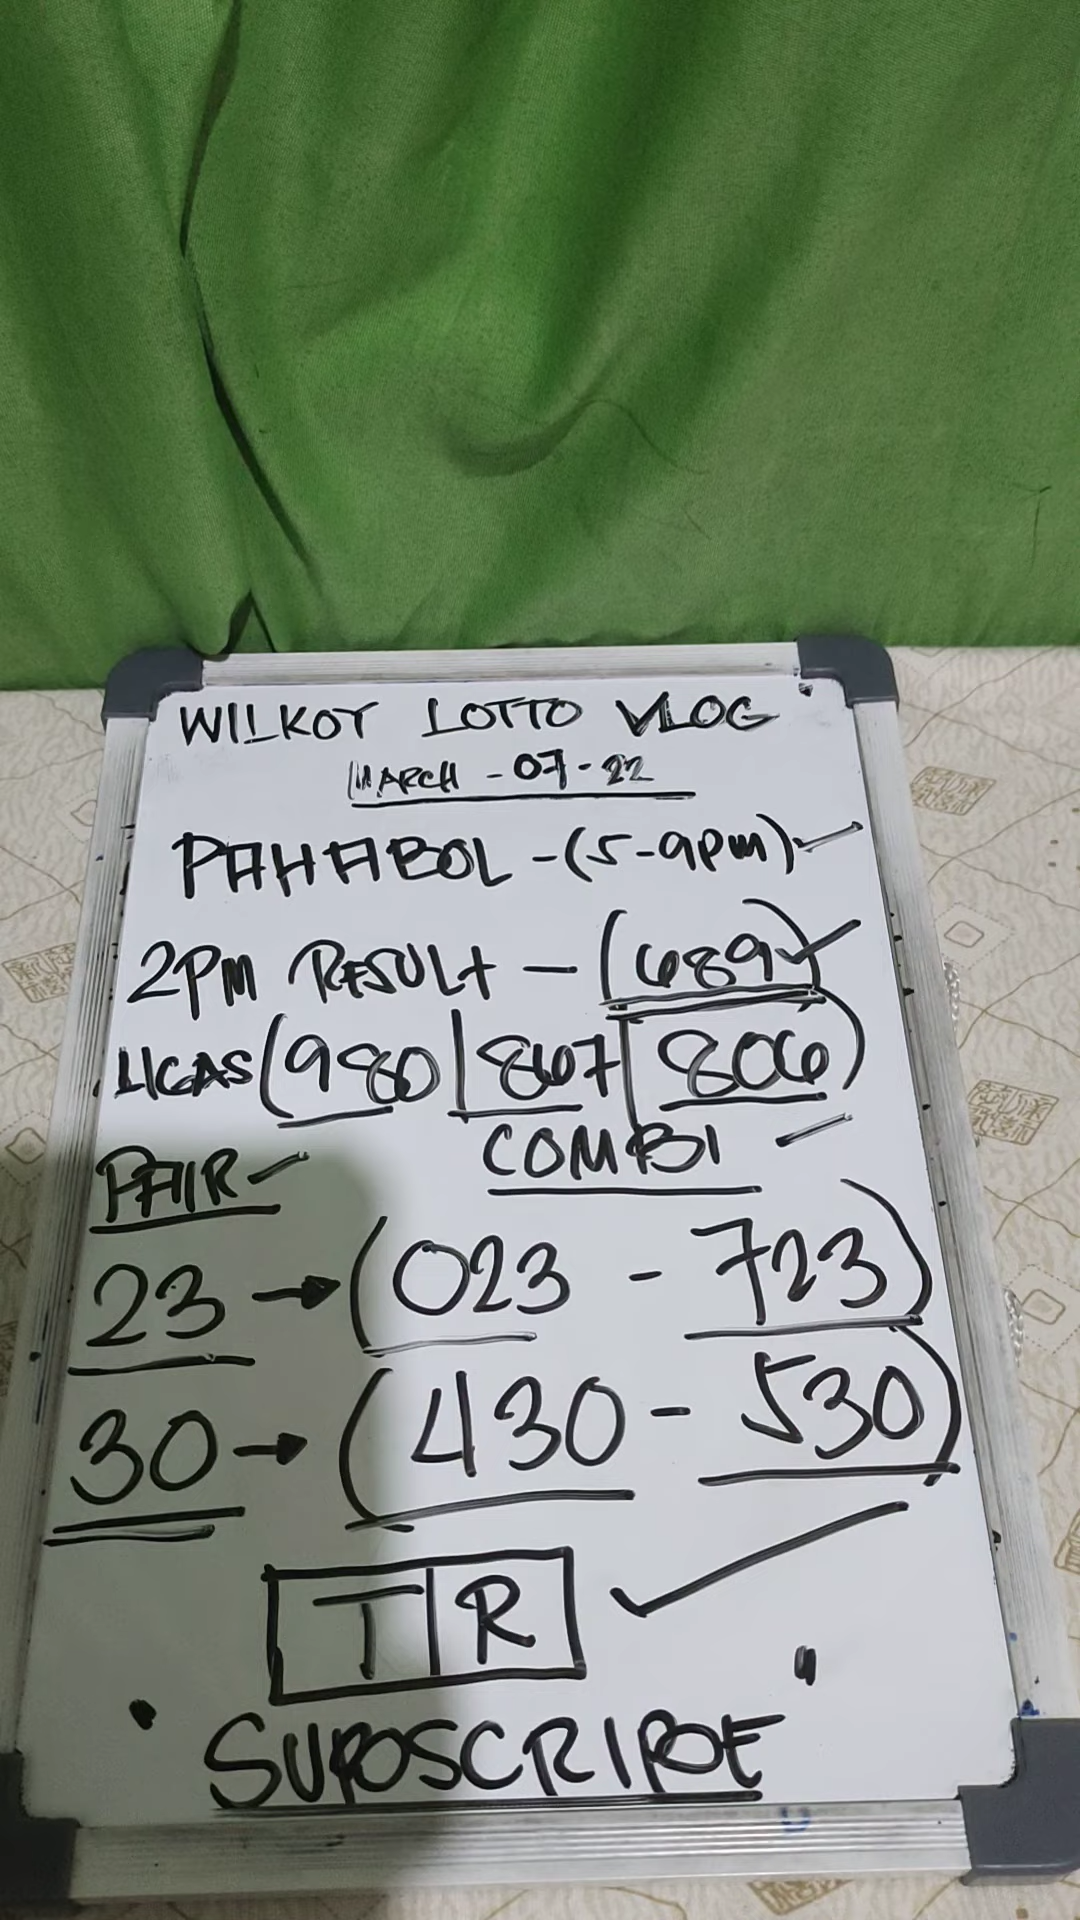 WILKOY LOTTO VLOG
MARCH - 07-22
PAHABOL -(5-9pm)
2PM RESULT - (689)
LIGAS (980|867|806)
PAIR COMBI
23 → (023 - 723)
30 → (430 - 530)
T|R
"SUBSCRIBE"